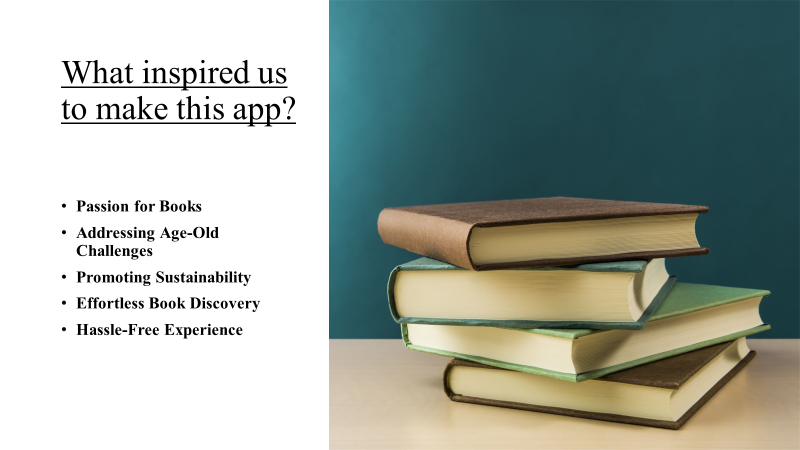 What inspired us
to make this app?
• Passion for Books
• Addressing Age-Old
Challenges
• Promoting Sustainability
• Effortless Book Discovery
• Hassle-Free Experience